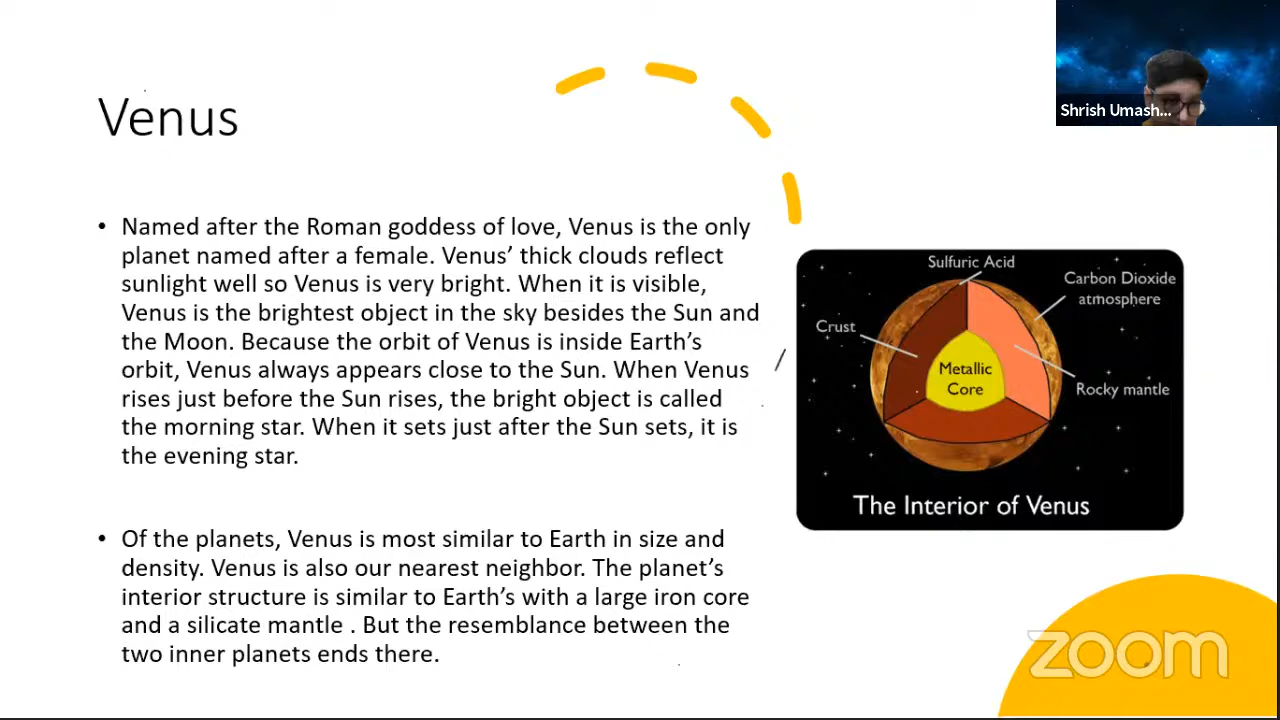 Venus
Shrish Umash...
• Named after the Roman goddess of love, Venus is the only
planet named after a female. Venus’ thick clouds reflect
sunlight well so Venus is very bright. When it is visible,
Venus is the brightest object in the sky besides the Sun and
the Moon. Because the orbit of Venus is inside Earth’s
orbit, Venus always appears close to the Sun. When Venus
rises just before the Sun rises, the bright object is called
the morning star. When it sets just after the Sun sets, it is
the evening star.
• Of the planets, Venus is most similar to Earth in size and
density. Venus is also our nearest neighbor. The planet’s
interior structure is similar to Earth’s with a large iron core
and a silicate mantle . But the resemblance between the
two inner planets ends there.
Sulfuric Acid
Carbon Dioxide
atmosphere
Crust
Metallic
Core
Rocky mantle
The Interior of Venus
zoom